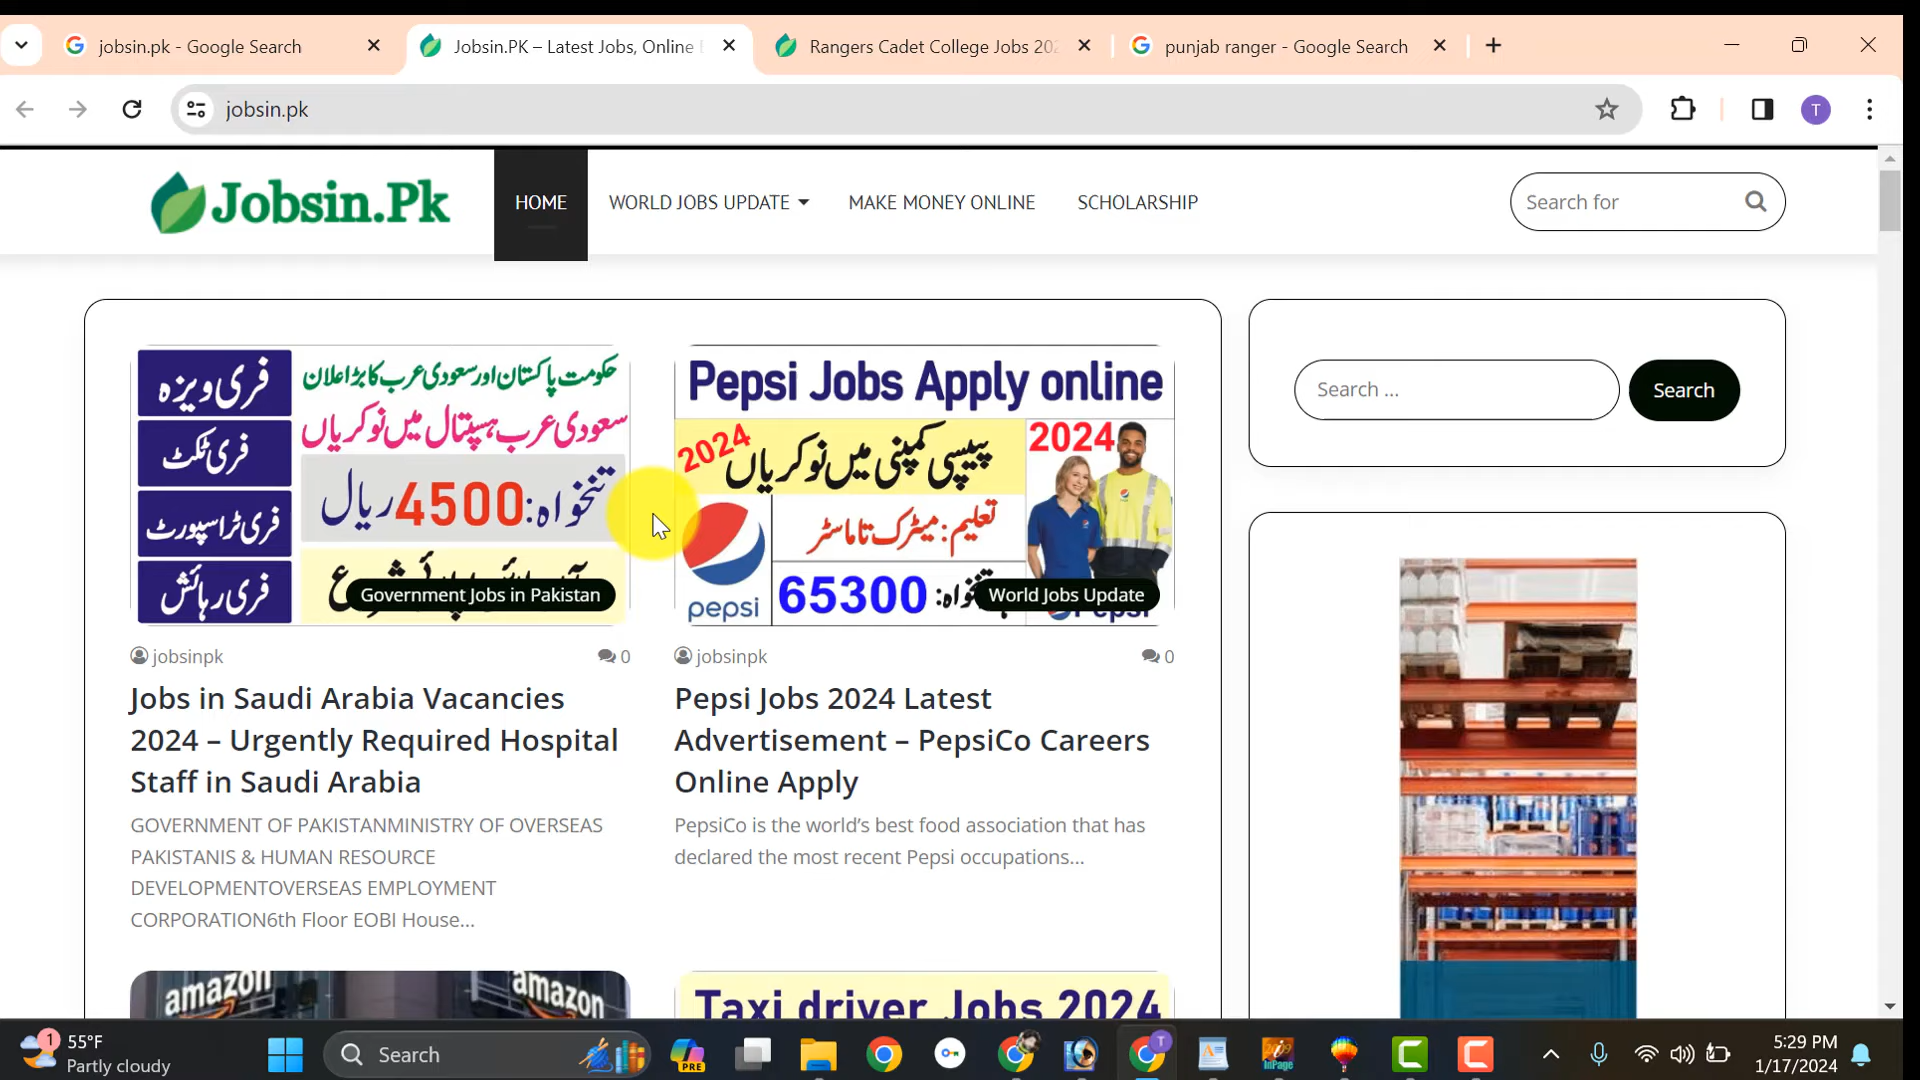 jobsin.pk - Google Search
Jobsin.PK – Latest Jobs, Online
Rangers Cadet College Jobs 202
punjab ranger - Google Search
jobsin.pk
T
Jobsin.Pk
HOME
WORLD JOBS UPDATE
MAKE MONEY ONLINE
SCHOLARSHIP
Search for
فری ویزہ
فری ٹکٹ
فری ٹرانسپورٹ
فری رہائش
حکومت پاکستان اور سعودی عرب کا بڑا اعلان
سعودی عرب ہسپتال میں نوکریاں
تنخواہ: 4500 ریال
Government Jobs in Pakistan
Pepsi Jobs Apply online
2024
پیپسی کمپنی میں نوکریاں
2024
تعلیم: میٹرک تا ماسٹر
pepsi
65300
World Jobs Update
Search ...
Search
jobsinpk
0
jobsinpk
0
Jobs in Saudi Arabia Vacancies
2024 – Urgently Required Hospital
Staff in Saudi Arabia
GOVERNMENT OF PAKISTANMINISTRY OF OVERSEAS
PAKISTANIS & HUMAN RESOURCE
DEVELOPMENTOVERSEAS EMPLOYMENT
CORPORATION6th Floor EOBI House...
Pepsi Jobs 2024 Latest
Advertisement – PepsiCo Careers
Online Apply
PepsiCo is the world’s best food association that has
declared the most recent Pepsi occupations...
amazon
amazon
Taxi driver Jobs 2024
1
55°F
Partly cloudy
Search
PRE
T
InPage
5:29 PM
1/17/2024